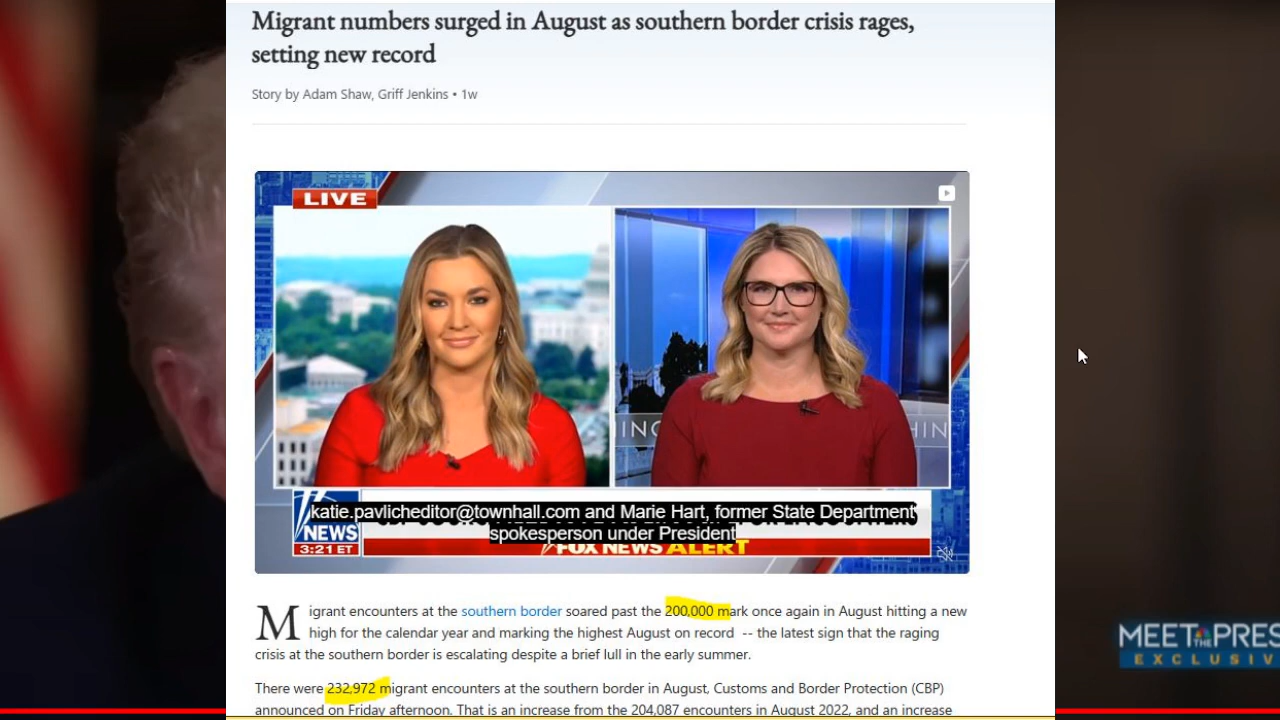 Migrant numbers surged in August as southern border crisis rages,
setting new record
Story by Adam Shaw, Griff Jenkins • 1w
LIVE
katie.pavlicheditor@townhall.com and Marie Hart, former State Department
spokesperson under President
NEWS
3:21 ET
FOX NEWS ALERT
Migrant encounters at the southern border soared past the 200,000 mark once again in August hitting a new
high for the calendar year and marking the highest August on record -- the latest sign that the raging
crisis at the southern border is escalating despite a brief lull in the early summer.
There were 232,972 migrant encounters at the southern border in August, Customs and Border Protection (CBP)
announced on Friday afternoon. That is an increase from the 204,087 encounters in August 2022, and an increase
MEET THE PRES
EXCLUSIV